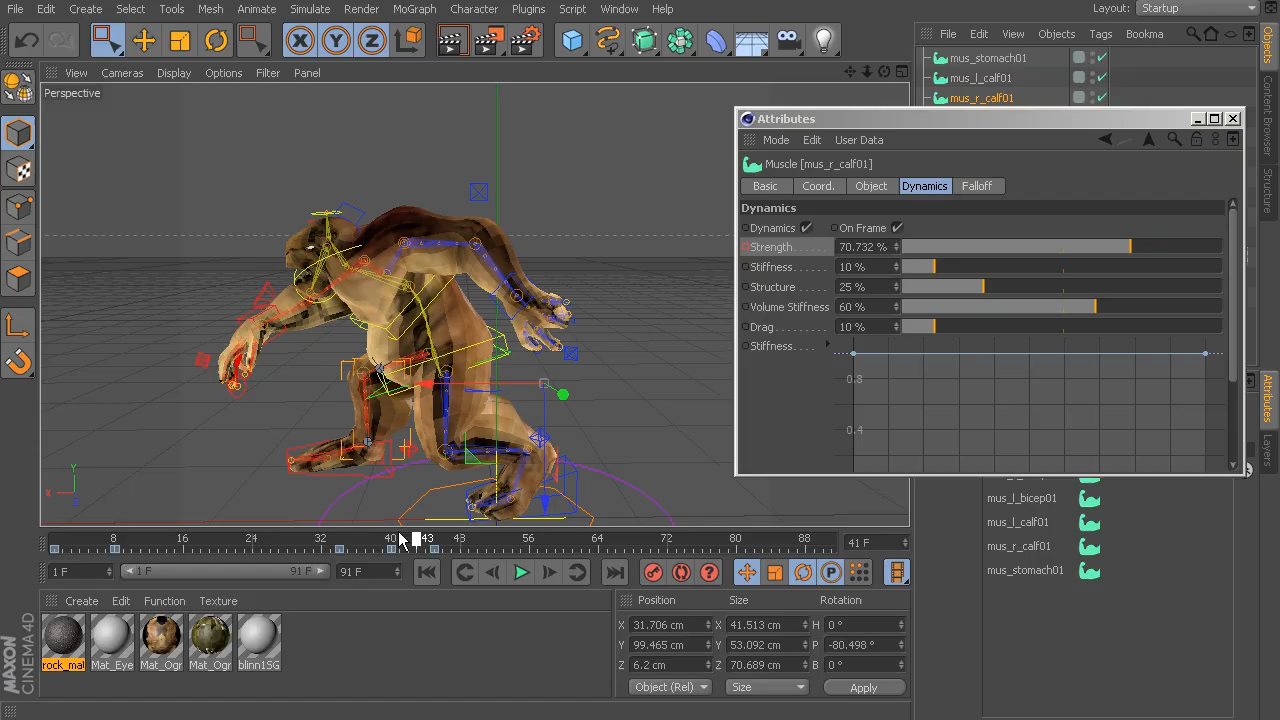 File Edit Create Select Tools Mesh Animate Simulate Render MoGraph Character Plugins Script Window Help
Layout: Startup
File Edit View Objects Tags Bookma
View Cameras Display Options Filter Panel
Perspective
mus_stomach01
mus_l_calf01
mus_r_calf01
Attributes
Mode Edit User Data
Muscle [mus_r_calf01]
Basic Coord. Object Dynamics Falloff
Dynamics
Dynamics On Frame
Strength 70.732 %
Stiffness 10 %
Structure 25 %
Volume Stiffness 60 %
Drag 10 %
Stiffness
0.8
0.4
Objects
Content Browser
Structure
Attributes
Layers
mus_l_bicep01
mus_l_calf01
mus_r_calf01
mus_stomach01
Y
X
8 16 24 32 40 43 48 56 64 72 80 88 41 F
1 F 1 F 91 F 91 F
Create Edit Function Texture
rock_mat Mat_Eye Mat_Ogr Mat_Ogr blinn1SG
Position Size Rotation
X 31.706 cm X 41.513 cm H 0 °
Y 99.465 cm Y 53.092 cm P -80.498 °
Z 6.2 cm Z 70.689 cm B 0 °
Object (Rel) Size Apply
MAXON CINEMA 4D